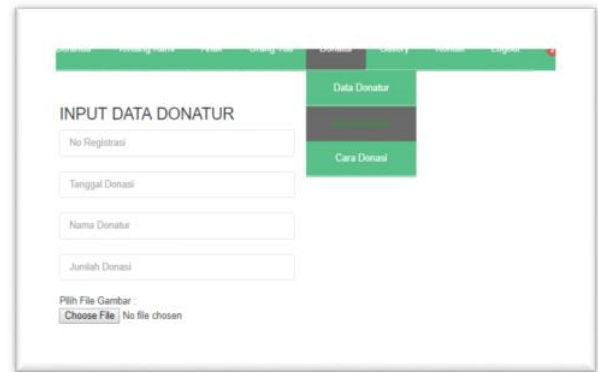 Donatur
Data Donatur
Cara Donasi
INPUT DATA DONATUR
No Registrasi
Tanggal Donasi
Nama Donatur
Jumlah Donasi
Pilih File Gambar :
Choose File No file chosen